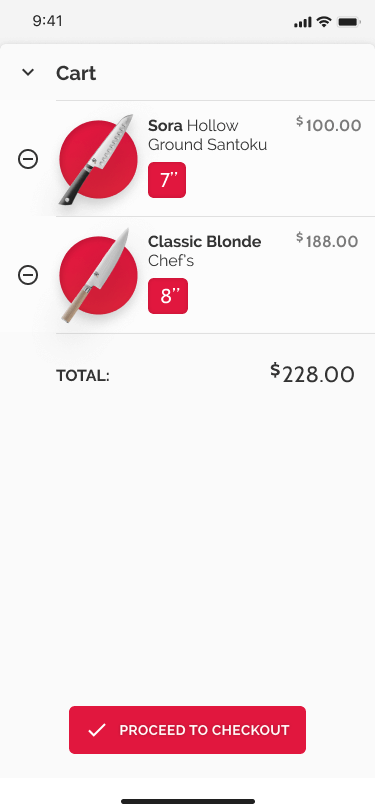 9:41
Cart
Sora Hollow $100.00
Ground Santoku
7’’
Classic Blonde $188.00
Chef's
8’’
TOTAL: $228.00
PROCEED TO CHECKOUT